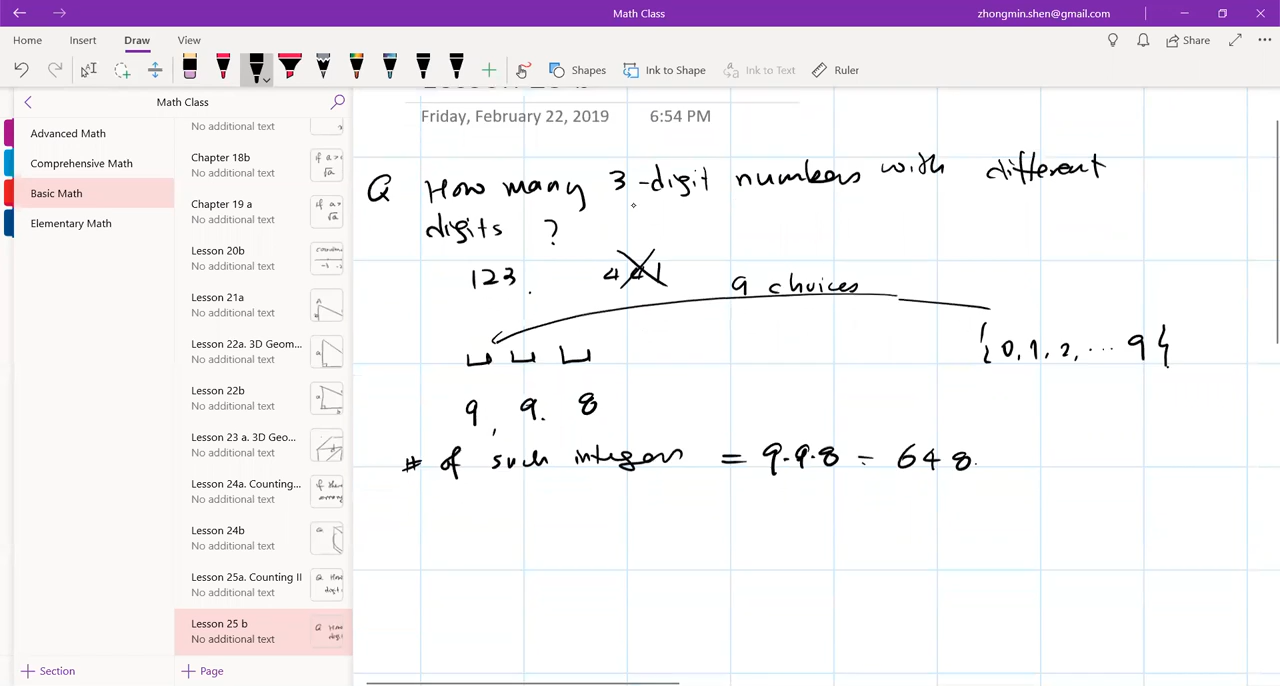 Math Class
zhongmin.shen@gmail.com
Home
Insert
Draw
View
Share
Shapes
Ink to Shape
Ink to Text
Ruler
Math Class
Advanced Math
Comprehensive Math
Basic Math
Elementary Math
No additional text
Chapter 18b
No additional text
Chapter 19 a
No additional text
Lesson 20b
No additional text
Lesson 21a
No additional text
Lesson 22a. 3D Geom...
No additional text
Lesson 22b
No additional text
Lesson 23 a. 3D Geo...
No additional text
Lesson 24a. Counting...
No additional text
Lesson 24b
No additional text
Lesson 25a. Counting II
No additional text
Lesson 25 b
No additional text
Section
Page
Friday, February 22, 2019 6:54 PM
Q How many 3-digit numbers with different
digits ?
123. 441
9 choices
{0, 1, 2, ... 9}
9, 9. 8
# of such integers = 9.9.8 = 648.